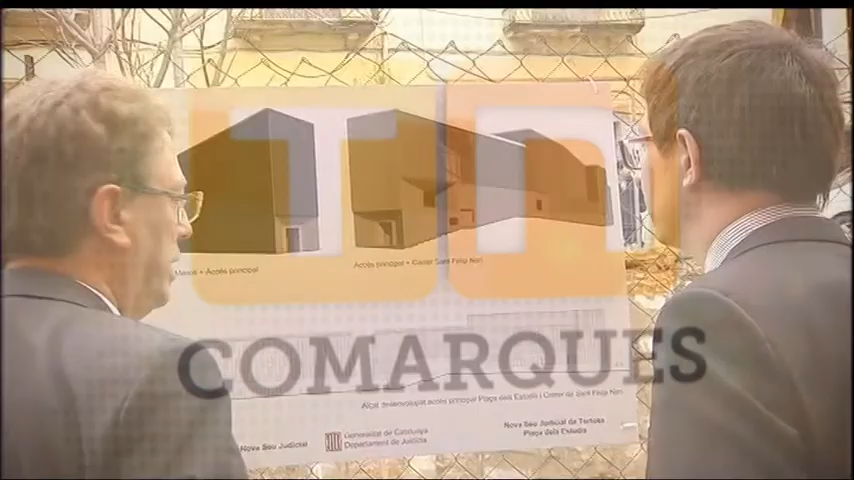 tn
Mercè + Accés principal
Accés principal + Carrer Sant Felip Neri
COMARQUES
Alçat desenvolupat accés principal Plaça dels Estudis i Carrer de Sant Felip Neri
Nova Seu Judicial
Generalitat de Catalunya
Departament de Justícia
Nova Seu Judicial de Tortosa
Plaça dels Estudis